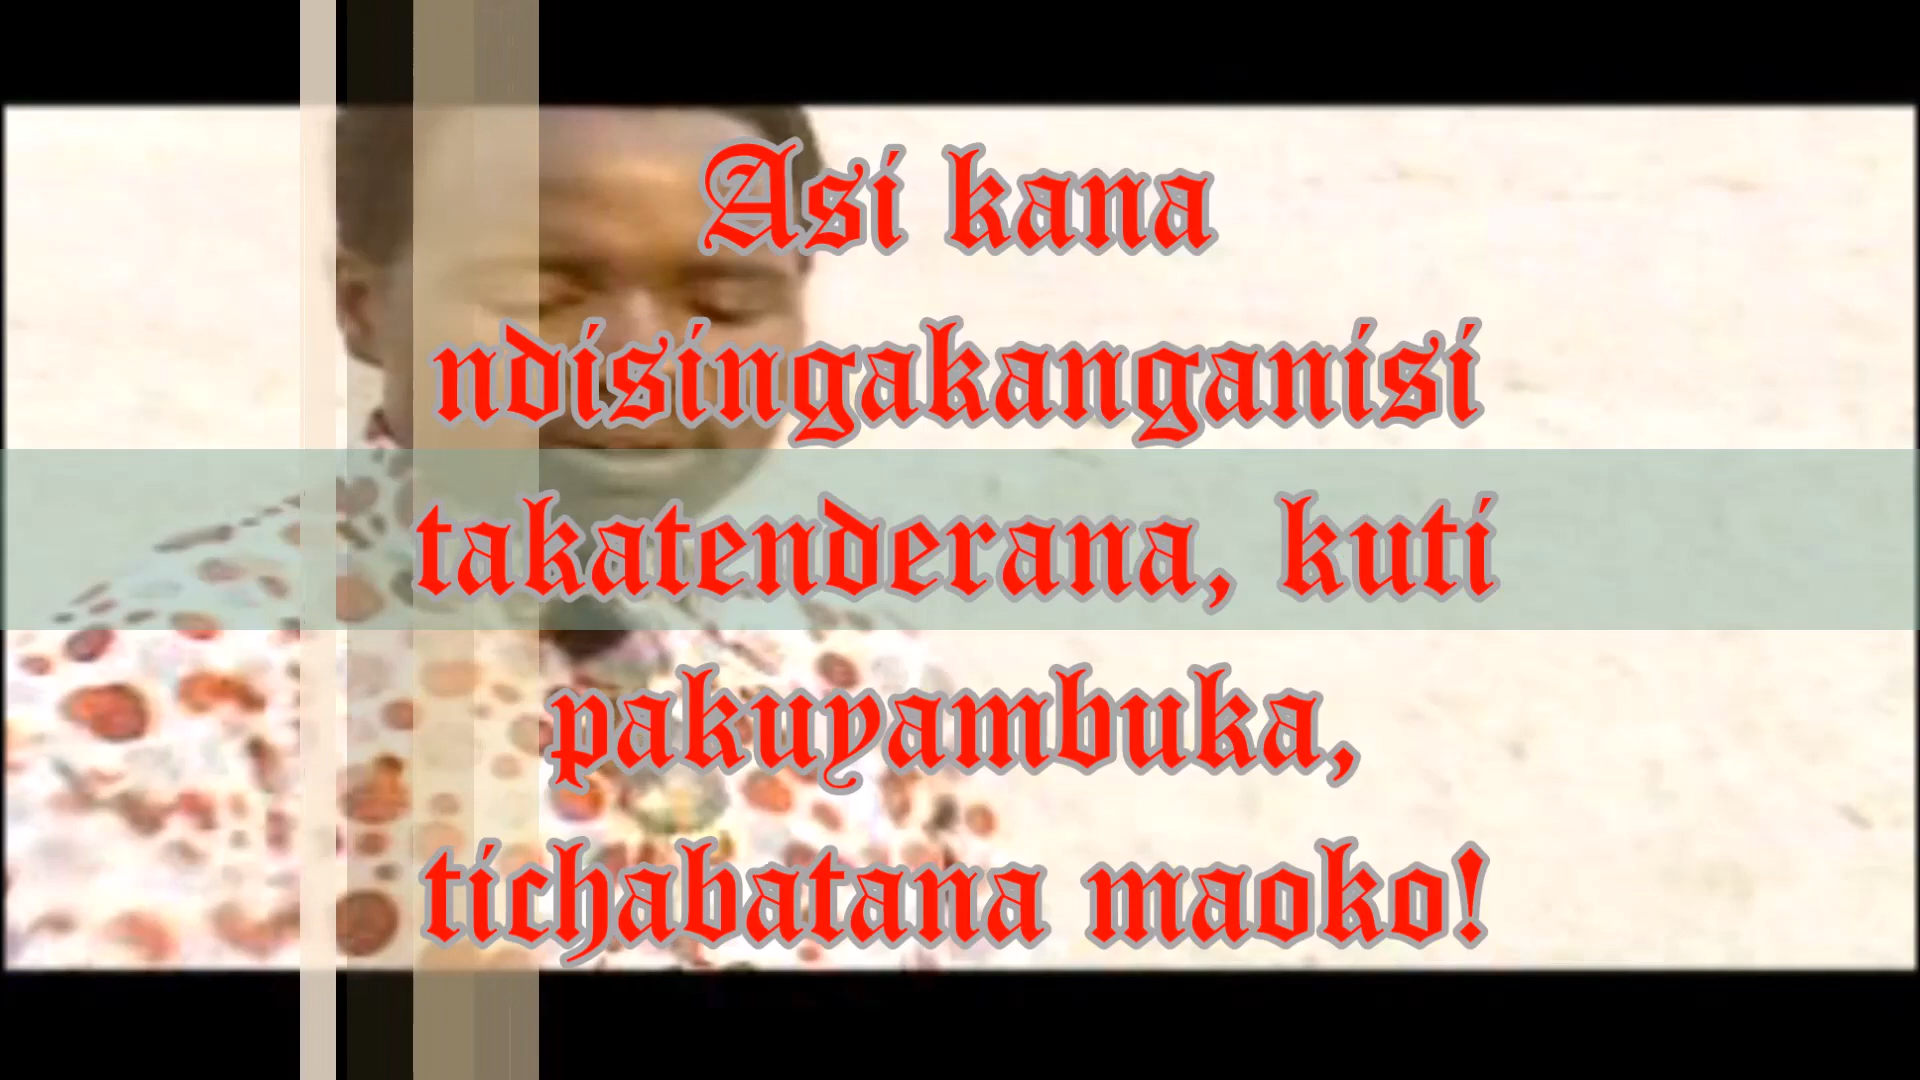 Asi kana
ndisingakanganisi
takatenderana, kuti
pakuyambuka,
tichabatana maoko!